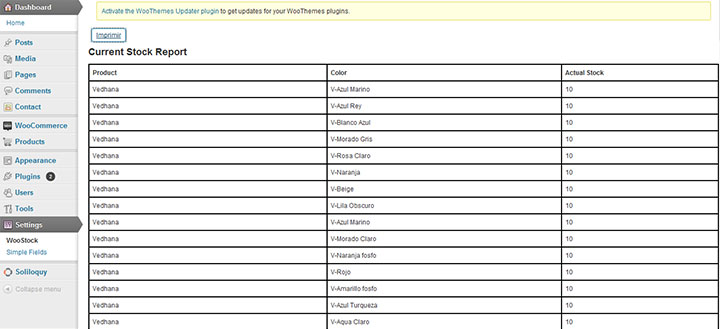 Dashboard
Home
Posts
Media
Pages
Comments
Contact
WooCommerce
Products
Appearance
Plugins 2
Users
Tools
Settings
WooStock
Simple Fields
Soliloquy
Collapse menu
Activate the WooThemes Updater plugin to get updates for your WooThemes plugins.
Imprimir
Current Stock Report
Product Color Actual Stock
Vedhana V-Azul Marino 10
Vedhana V-Azul Rey 10
Vedhana V-Blanco Azul 10
Vedhana V-Morado Gris 10
Vedhana V-Rosa Claro 10
Vedhana V-Naranja 10
Vedhana V-Beige 10
Vedhana V-Lila Obscuro 10
Vedhana V-Azul Marino 10
Vedhana V-Morado Claro 10
Vedhana V-Naranja fosfo 10
Vedhana V-Rojo 10
Vedhana V-Amarillo fosfo 10
Vedhana V-Azul Turqueza 10
Vedhana V-Aqua Claro 10